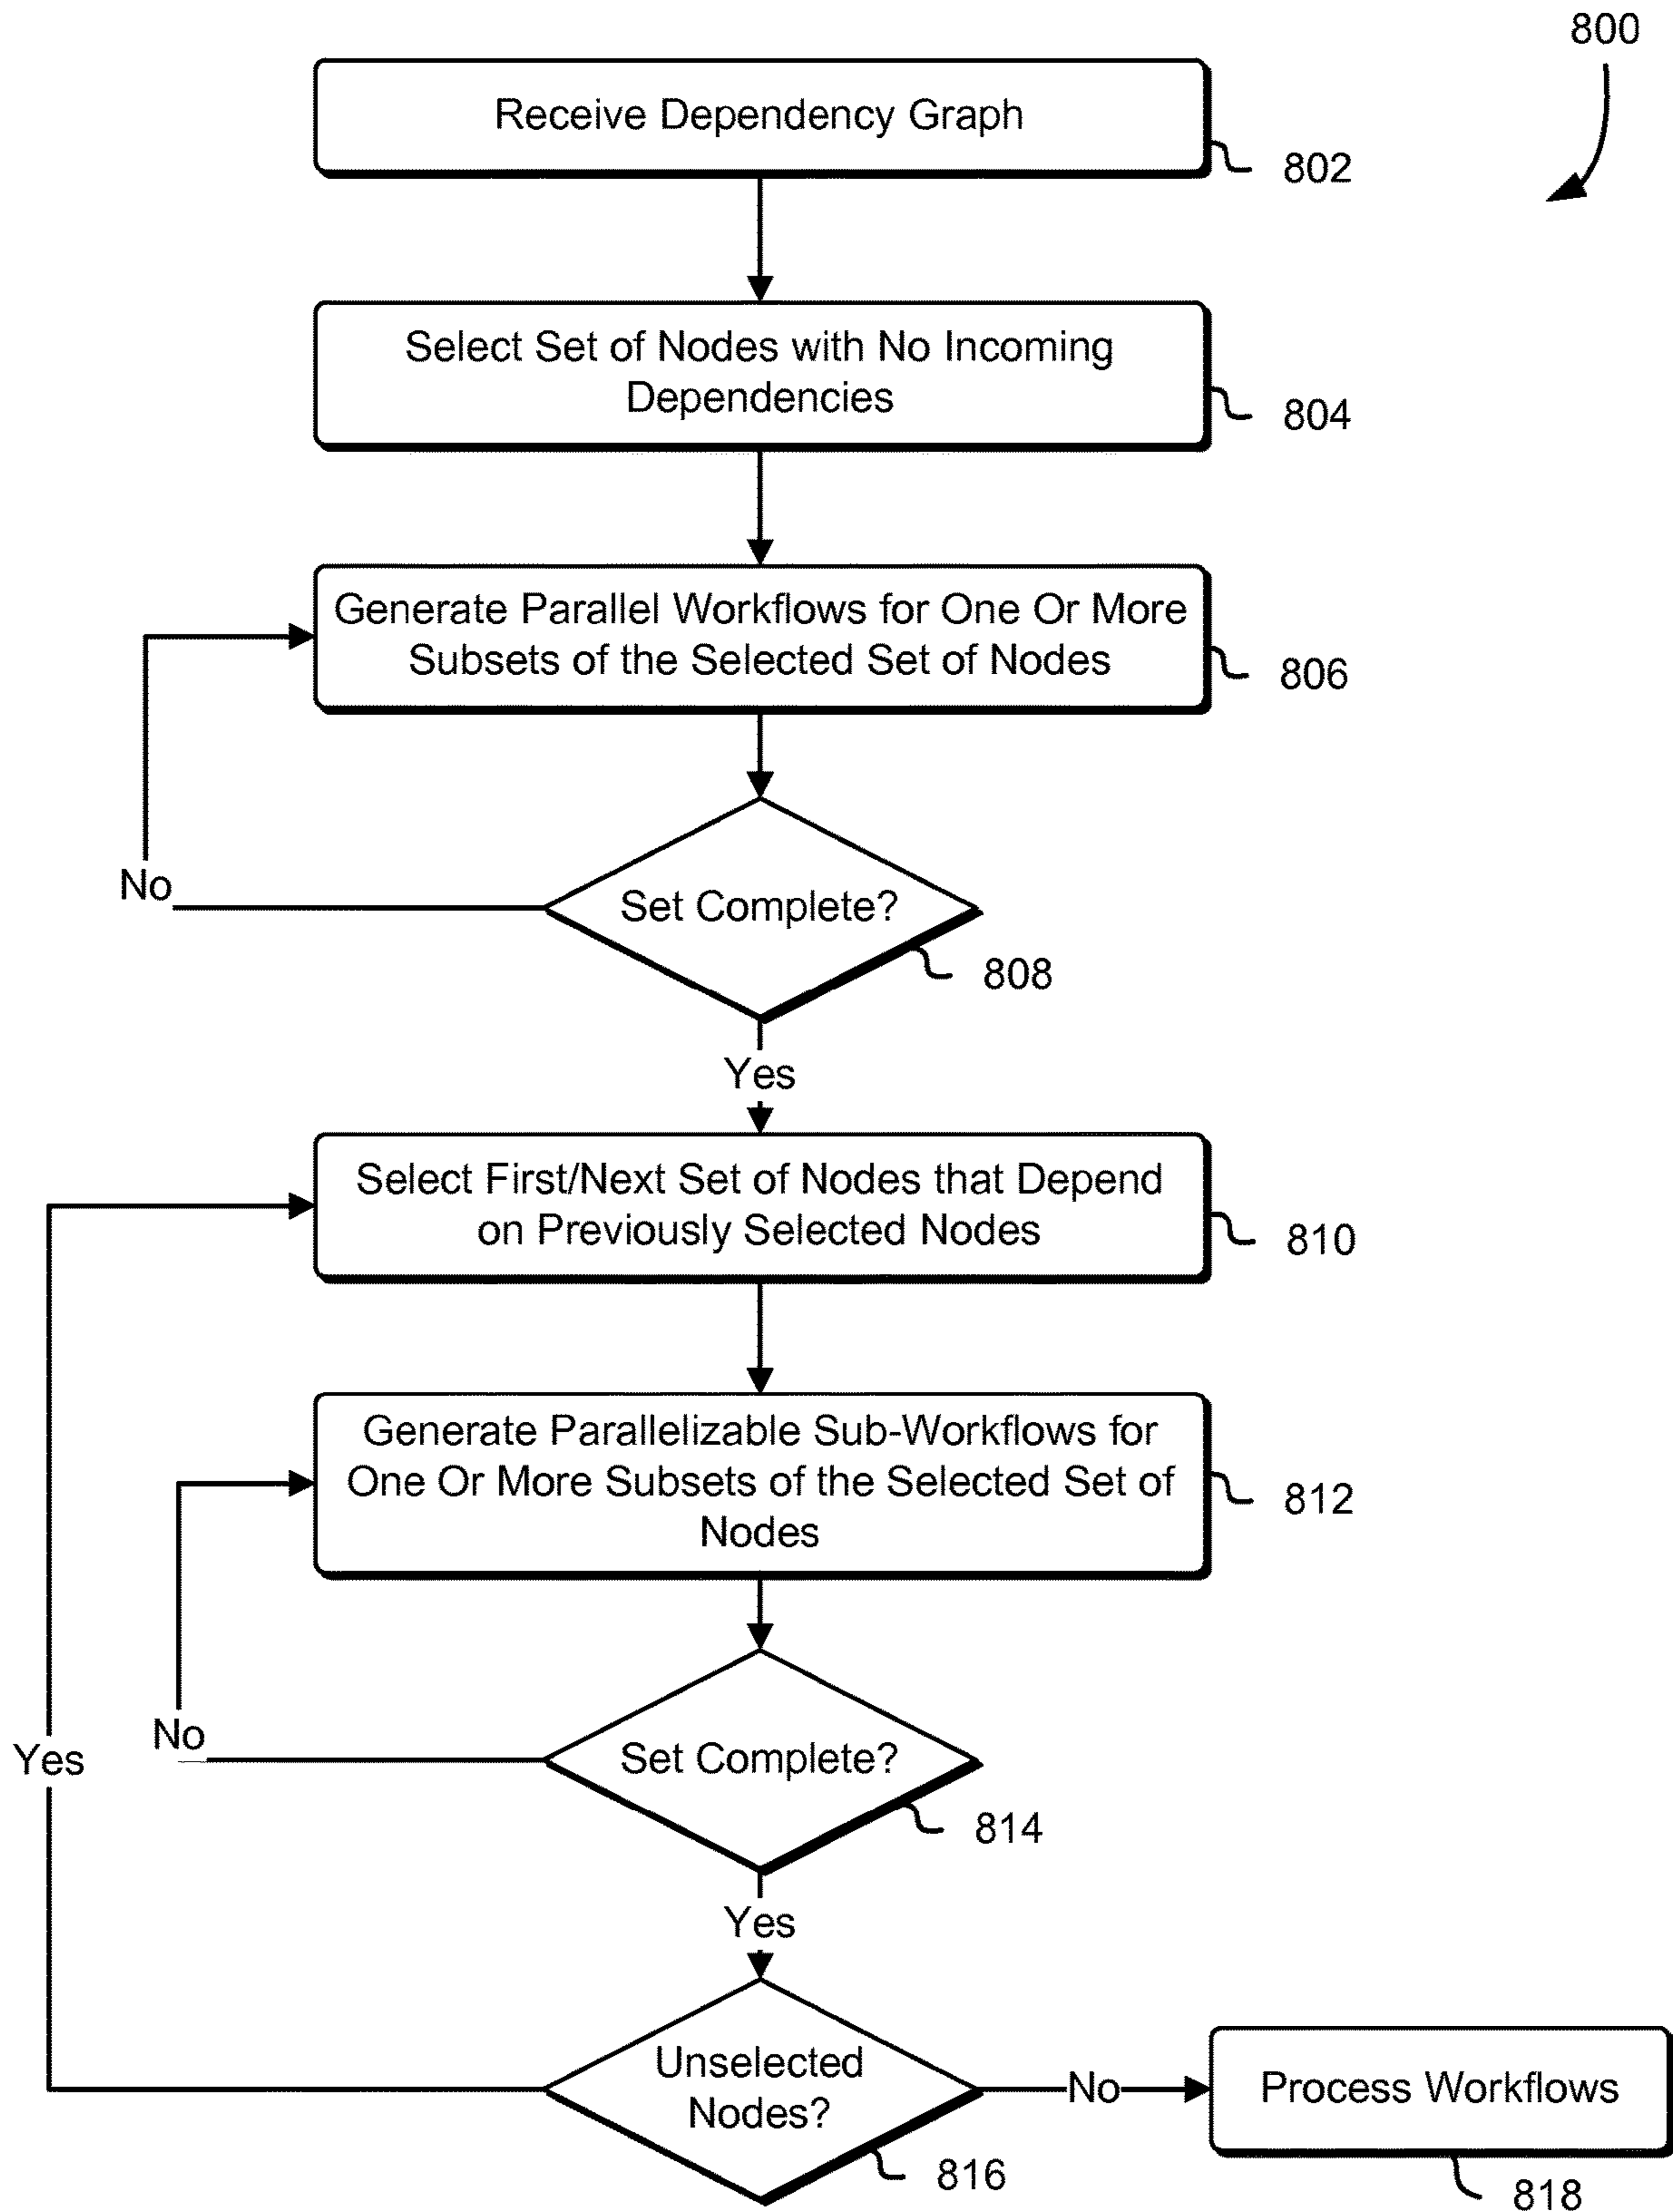 800
Receive Dependency Graph
802
Select Set of Nodes with No Incoming
Dependencies
804
Generate Parallel Workflows for One Or More
Subsets of the Selected Set of Nodes
806
No
Set Complete?
808
Yes
Select First/Next Set of Nodes that Depend
on Previously Selected Nodes
810
Generate Parallelizable Sub-Workflows for
One Or More Subsets of the Selected Set of
Nodes
812
No
Yes
Set Complete?
814
Yes
Unselected
Nodes?
816
No
Process Workflows
818